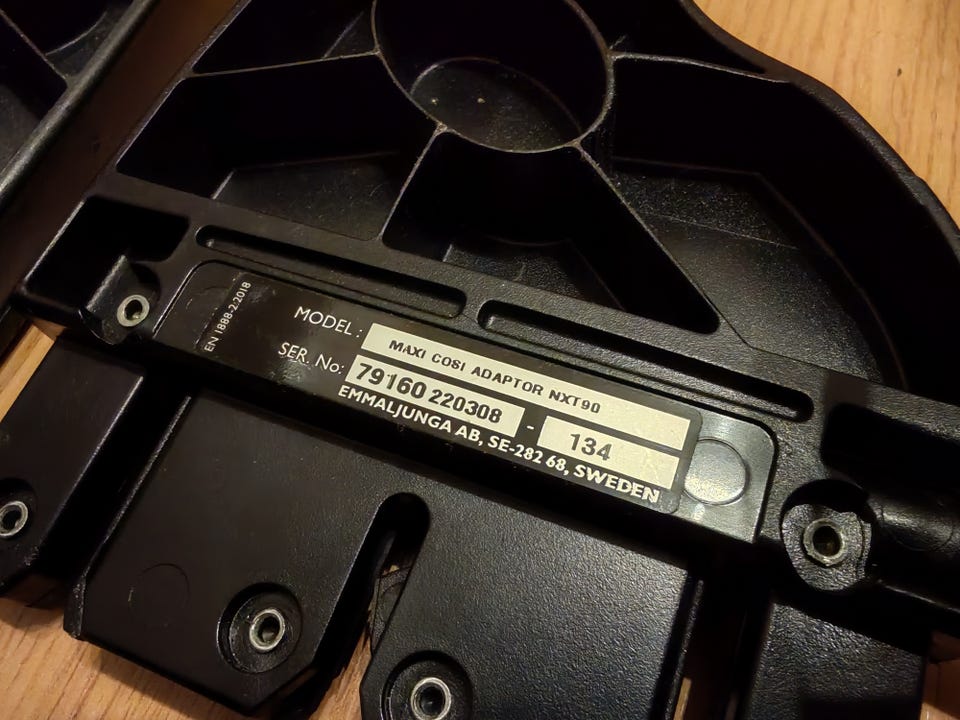 EN 1888-2:2018
MODEL: MAXI COSI ADAPTOR NXT90
SER. No: 79160 220308 - 134
EMMALJUNGA AB, SE-282 68, SWEDEN